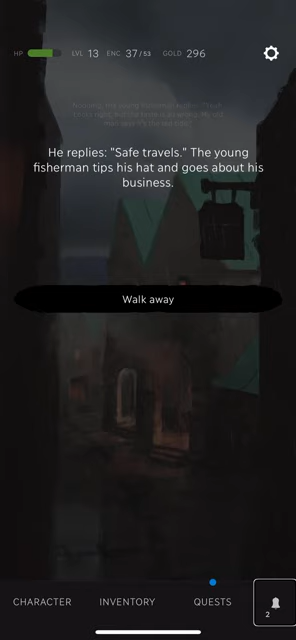 HP LVL 13 ENC 37/53 GOLD 296
He replies: "Safe travels." The young
fisherman tips his hat and goes about his
business.
Walk away
CHARACTER INVENTORY QUESTS
2